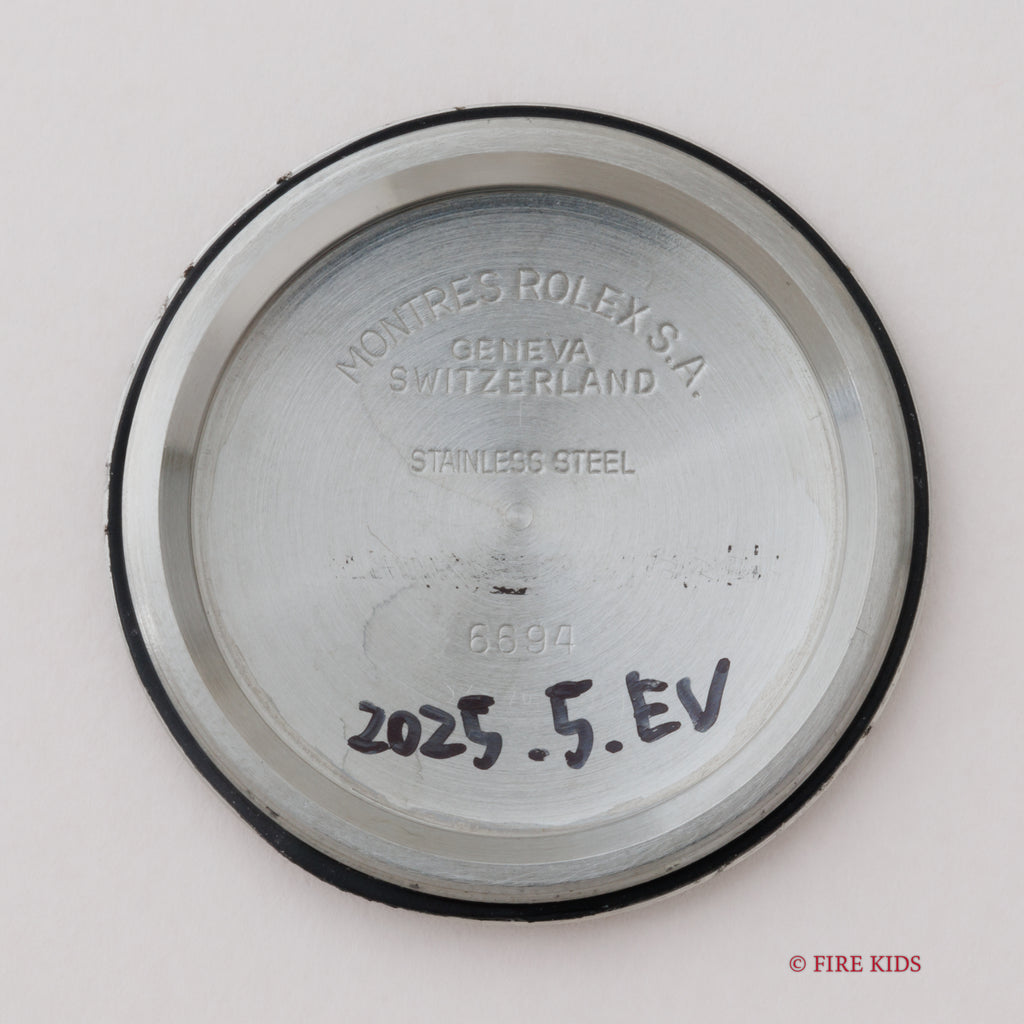 MONTRES ROLEX S.A.
GENEVA
SWITZERLAND
STAINLESS STEEL
6694
2025.5.EV
© FIRE KIDS